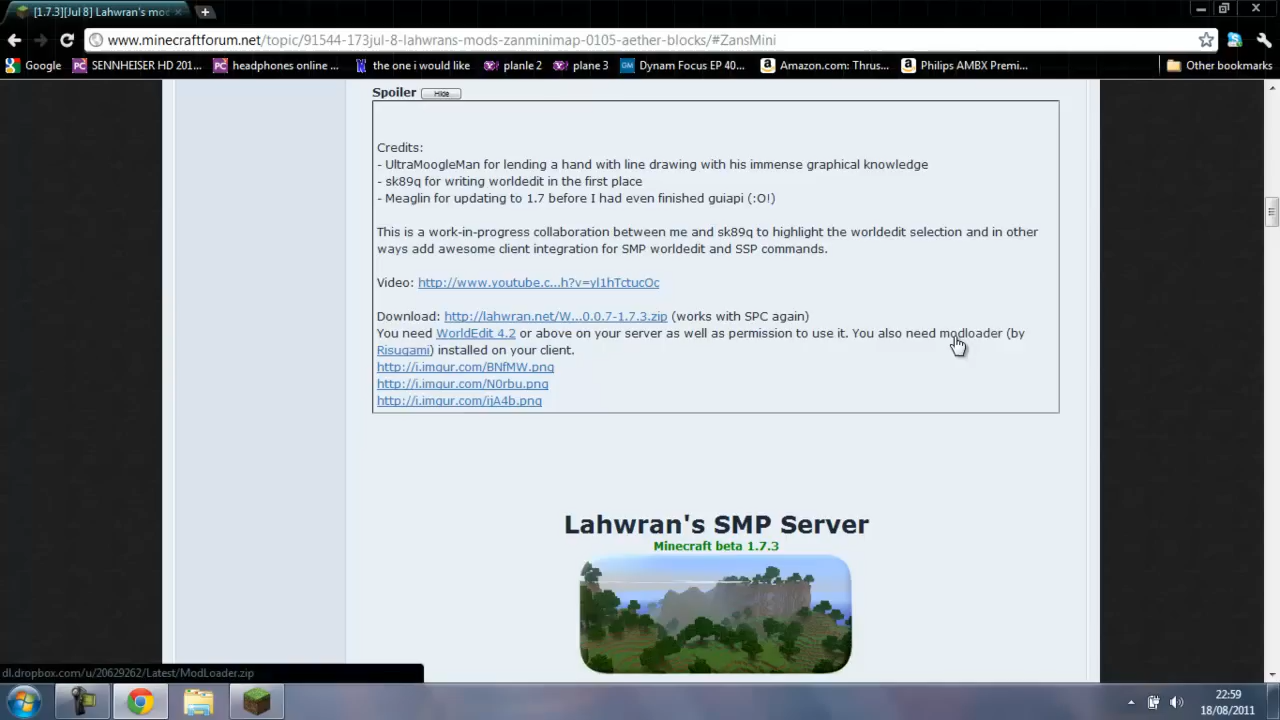 [1.7.3][Jul 8] Lahwran's mod
www.minecraftforum.net/topic/91544-173jul-8-lahwrans-mods-zanminimap-0105-aether-blocks/#ZansMini
Google
SENNHEISER HD 201...
headphones online ...
the one i would like
planle 2
plane 3
Dynam Focus EP 40...
Amazon.com: Thrus...
Philips AMBX Premi...
Other bookmarks
Spoiler Hide
Credits:
- UltraMoogleMan for lending a hand with line drawing with his immense graphical knowledge
- sk89q for writing worldedit in the first place
- Meaglin for updating to 1.7 before I had even finished guiapi (:O!)
This is a work-in-progress collaboration between me and sk89q to highlight the worldedit selection and in other
ways add awesome client integration for SMP worldedit and SSP commands.
Video: http://www.youtube.c...h?v=yl1hTctucOc
Download: http://lahwran.net/W...0.0.7-1.7.3.zip (works with SPC again)
You need WorldEdit 4.2 or above on your server as well as permission to use it. You also need modloader (by
Risugami) installed on your client.
http://i.imgur.com/BNfMW.png
http://i.imgur.com/N0rbu.png
http://i.imgur.com/ijA4b.png
Lahwran's SMP Server
Minecraft beta 1.7.3
dl.dropbox.com/u/20629262/Latest/ModLoader.zip
22:59
18/08/2011